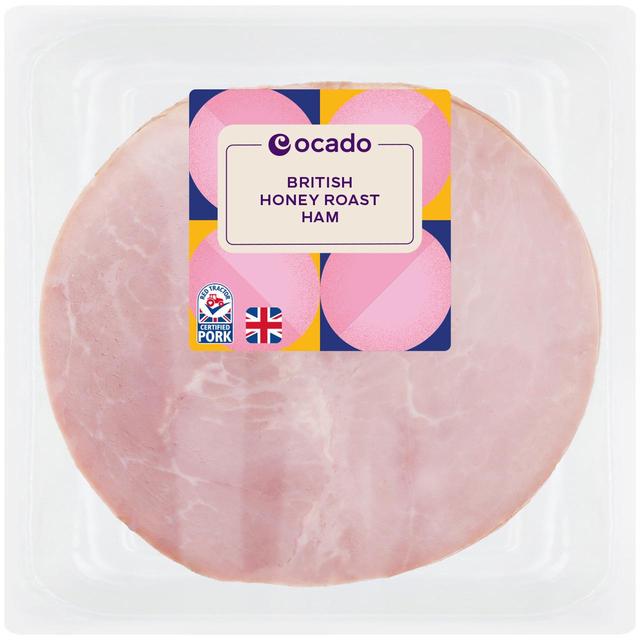 ocado
BRITISH
HONEY ROAST
HAM
RED TRACTOR
CERTIFIED
PORK